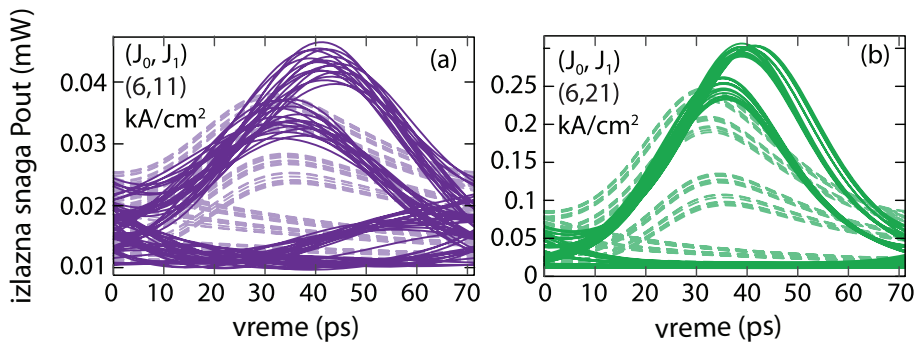 izlazna snaga Pout (mW)
0.04
0.03
0.02
0.01
(J₀, J₁)
(6,11)
kA/cm²
(a)
0 10 20 30 40 50 60 70
vreme (ps)
0.25
0.2
0.15
0.1
0.05
0
(J₀, J₁)
(6,21)
kA/cm²
(b)
0 10 20 30 40 50 60 70
vreme (ps)